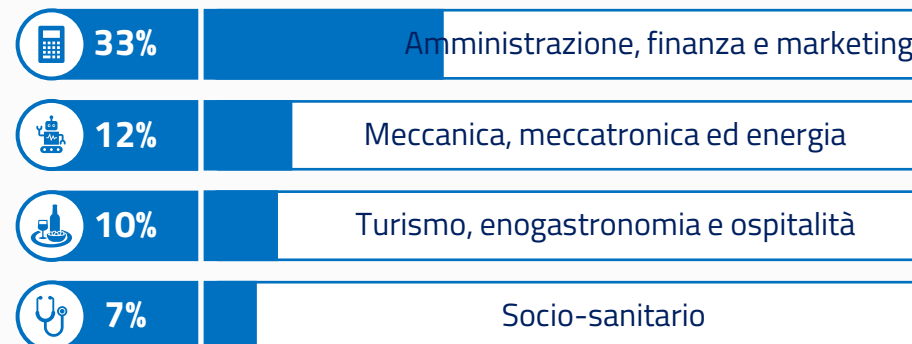 33% Amministrazione, finanza e marketing
12% Meccanica, meccatronica ed energia
10% Turismo, enogastronomia e ospitalità
7% Socio-sanitario